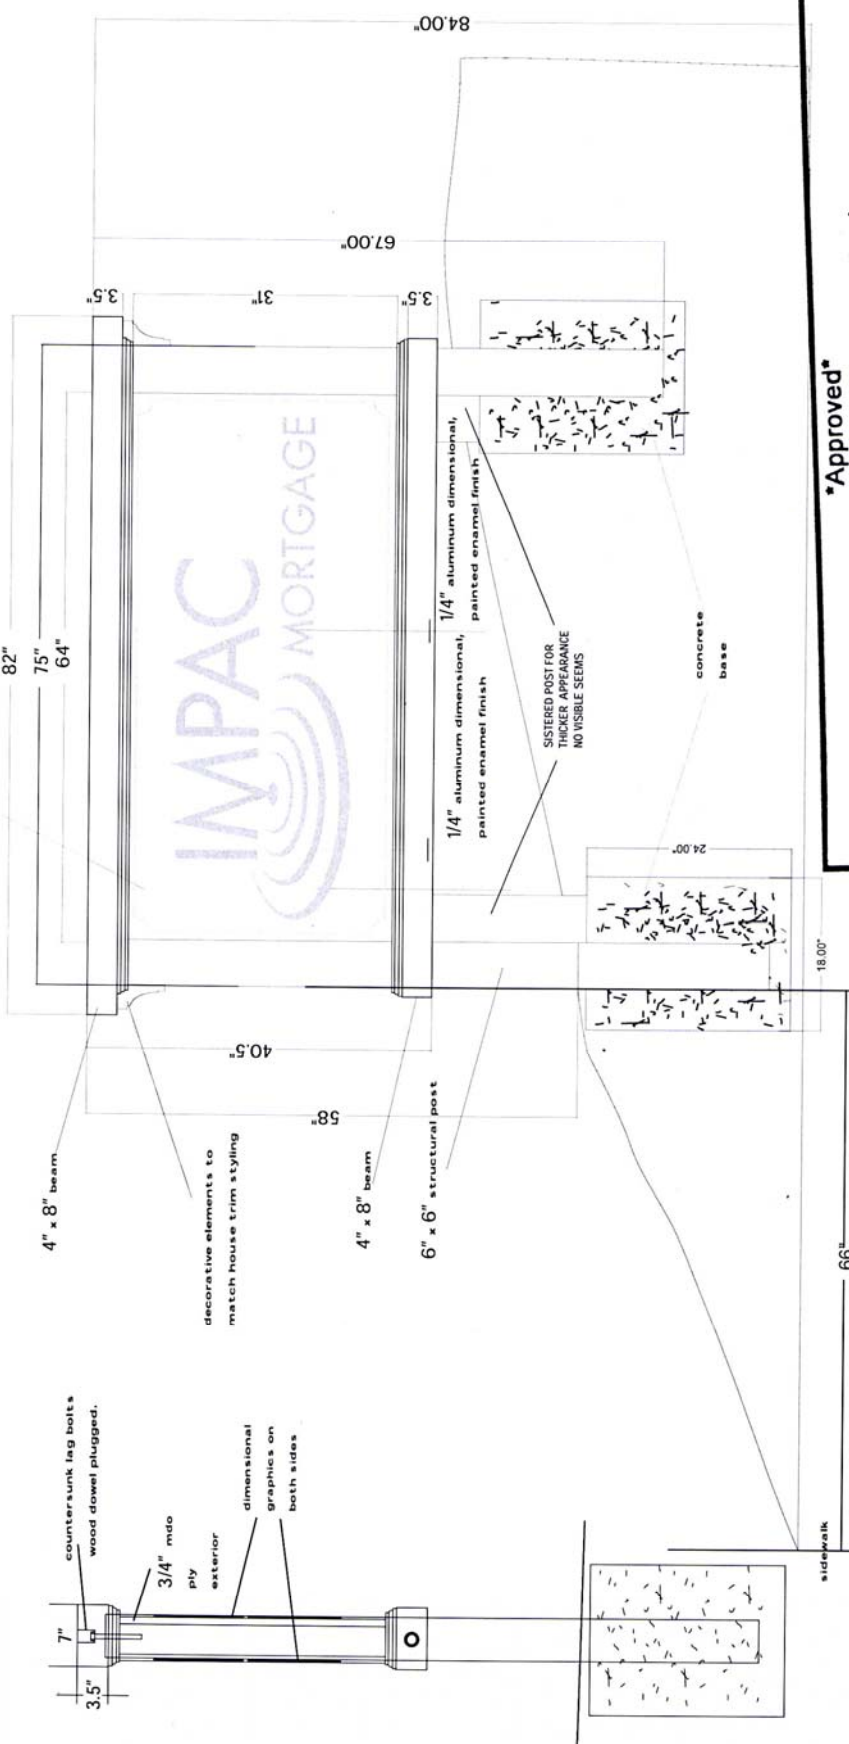 84.00"
67.00"
3.5"
31"
3.5"
82"
75"
64"
IMPAC
MORTGAGE
1/4" aluminum dimensional,
painted enamel finish
1/4" aluminum dimensional,
painted enamel finish
SISTERED POST FOR
THICKER APPEARANCE
NO VISIBLE SEEMS
concrete
base
24.00"
18.00"
40.5"
58"
4" x 8" beam
decorative elements to
match house trim styling
4" x 8" beam
6" x 6" structural post
66"
sidewalk
countersunk lag bolts
wood dowel plugged.
7"
3.5"
3/4" mdo
ply
exterior
dimensional
graphics on
both sides
*Approved*